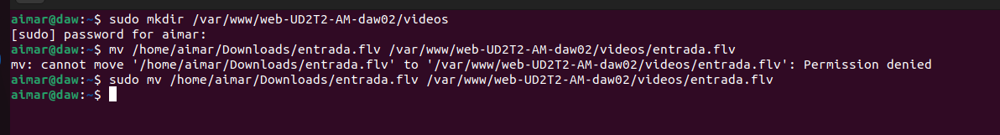 aimar@daw:~$ sudo mkdir /var/www/web-UD2T2-AM-daw02/videos
[sudo] password for aimar:
aimar@daw:~$ mv /home/aimar/Downloads/entrada.flv /var/www/web-UD2T2-AM-daw02/videos/entrada.flv
mv: cannot move '/home/aimar/Downloads/entrada.flv' to '/var/www/web-UD2T2-AM-daw02/videos/entrada.flv': Permission denied
aimar@daw:~$ sudo mv /home/aimar/Downloads/entrada.flv /var/www/web-UD2T2-AM-daw02/videos/entrada.flv
aimar@daw:~$